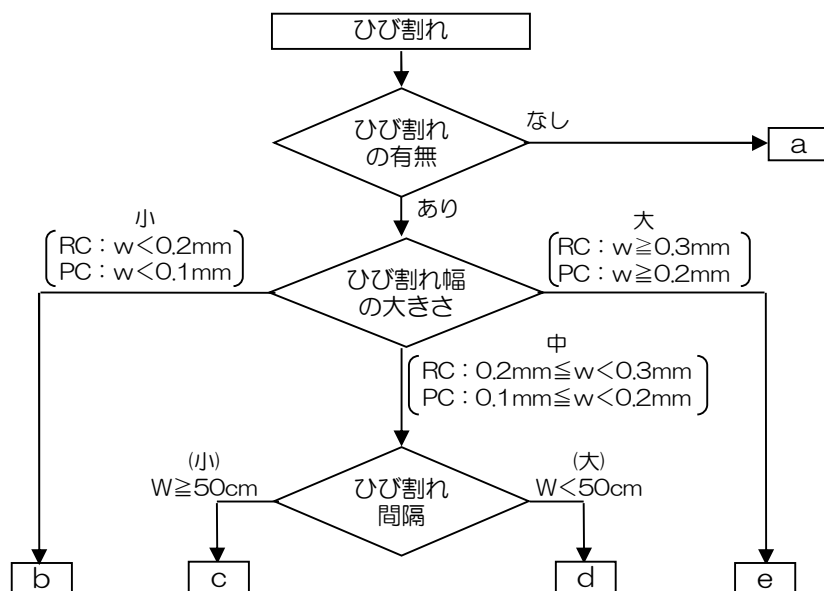 ひび割れ
ひび割れ
の有無
なし
a
あり
小
RC：w＜0.2mm
PC：w＜0.1mm
大
RC：w≧0.3mm
PC：w≧0.2mm
ひび割れ幅
の大きさ
中
RC：0.2mm≦w＜0.3mm
PC：0.1mm≦w＜0.2mm
(小)
W≧50cm
(大)
W＜50cm
ひび割れ
間隔
b
c
d
e